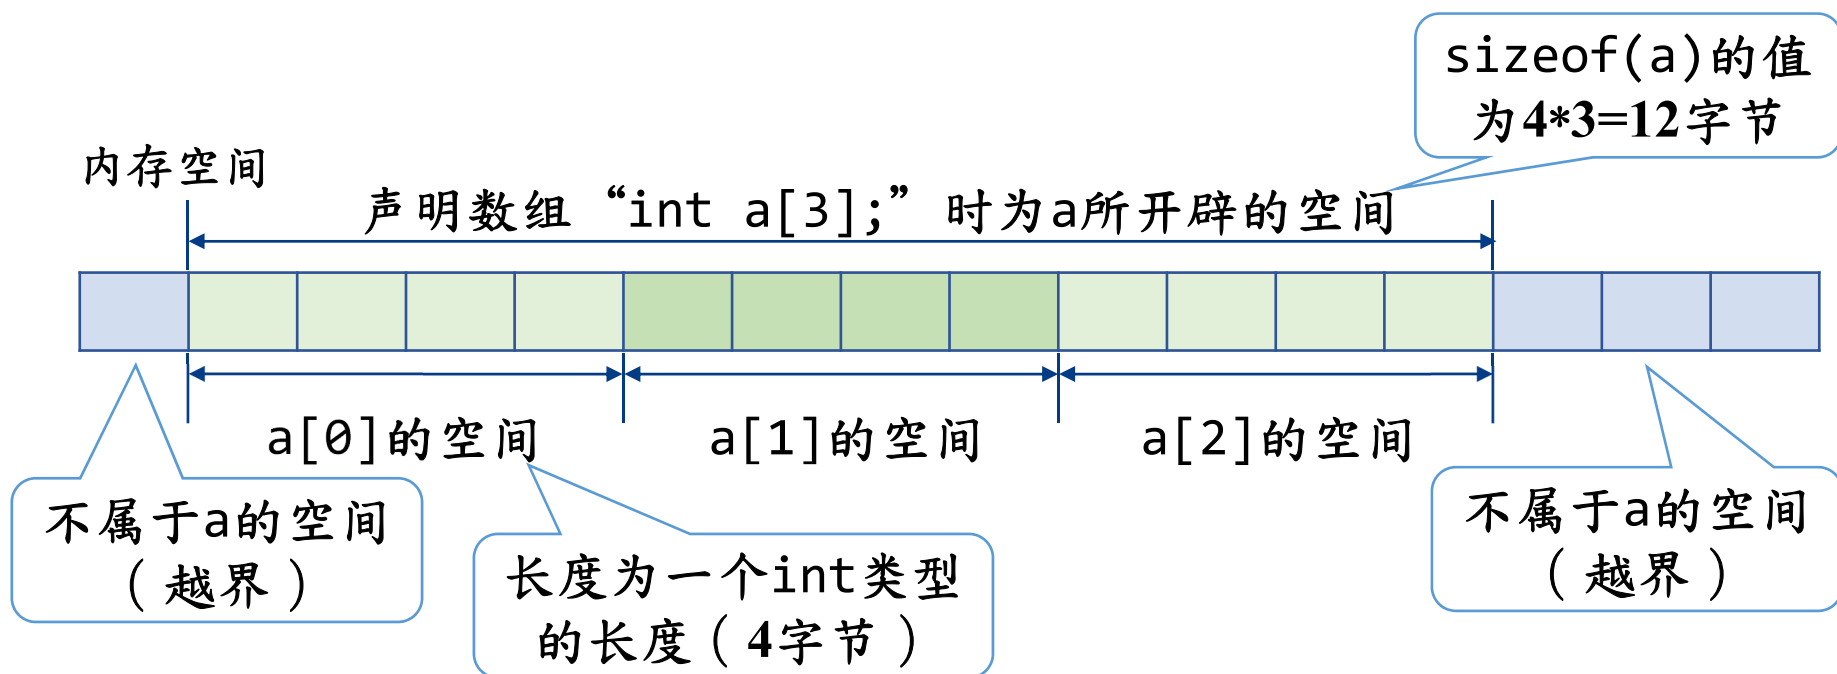 sizeof(a)的值
为4*3=12字节
内存空间
声明数组“int a[3];”时为a所开辟的空间
a[0]的空间
a[1]的空间
a[2]的空间
不属于a的空间
（越界）
长度为一个int类型
的长度（4字节）
不属于a的空间
（越界）